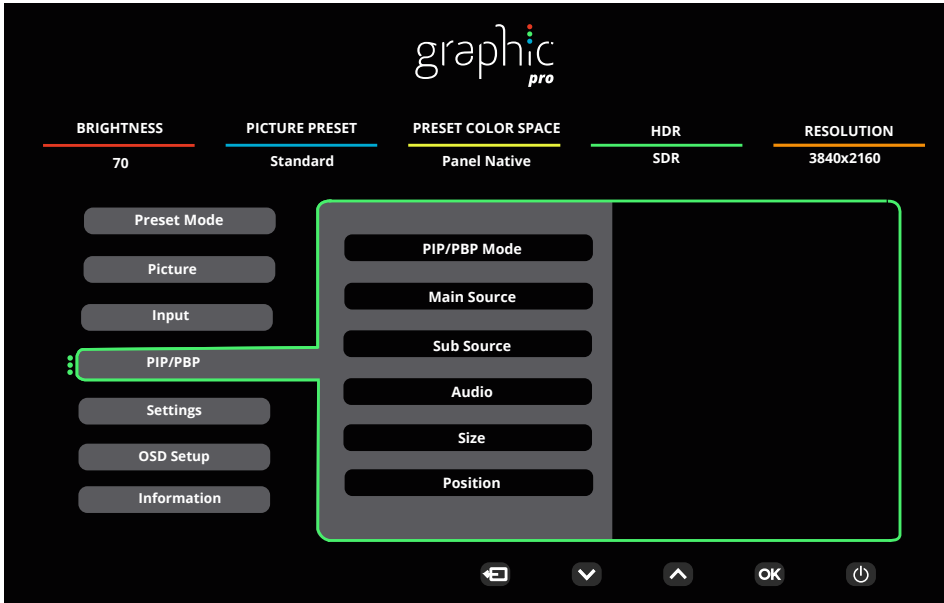 graphic
pro
BRIGHTNESS
PICTURE PRESET
PRESET COLOR SPACE
HDR
RESOLUTION
70
Standard
Panel Native
SDR
3840x2160
Preset Mode
Picture
Input
PIP/PBP
Settings
OSD Setup
Information
PIP/PBP Mode
Main Source
Sub Source
Audio
Size
Position
OK